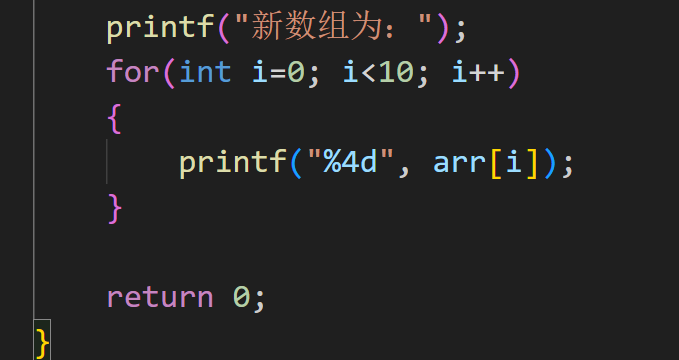 printf("新数组为：");
for(int i=0; i<10; i++)
{
printf("%4d", arr[i]);
}
return 0;
}